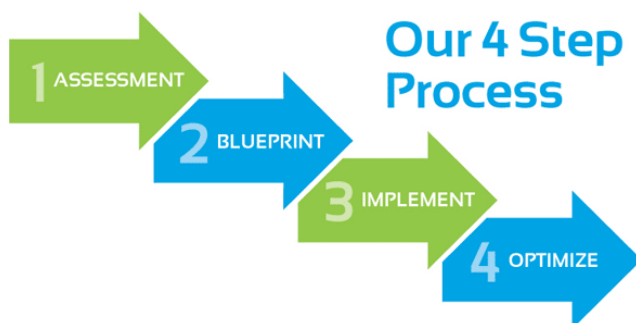 Our 4 Step
Process
1 ASSESSMENT
2 BLUEPRINT
3 IMPLEMENT
4 OPTIMIZE